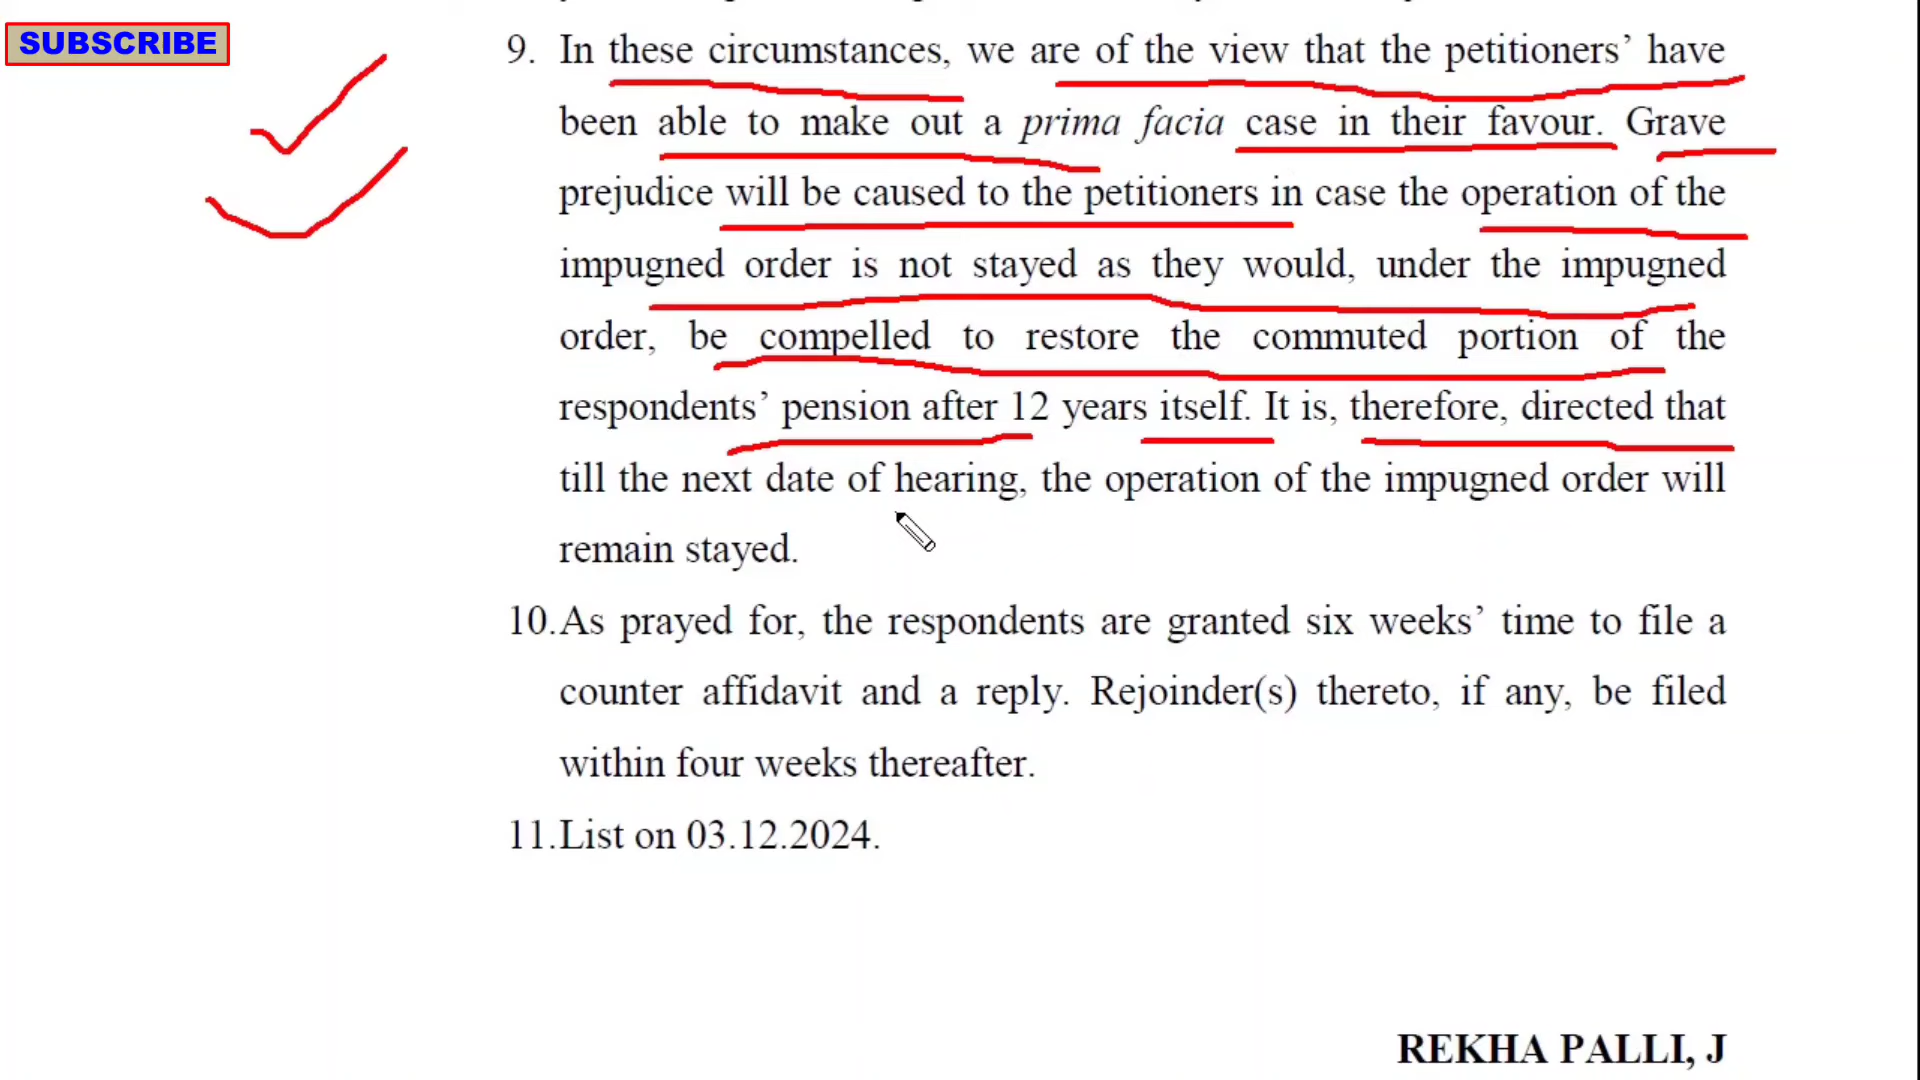 SUBSCRIBE
9. In these circumstances, we are of the view that the petitioners’ have
been able to make out a prima facia case in their favour. Grave
prejudice will be caused to the petitioners in case the operation of the
impugned order is not stayed as they would, under the impugned
order, be compelled to restore the commuted portion of the
respondents’ pension after 12 years itself. It is, therefore, directed that
till the next date of hearing, the operation of the impugned order will
remain stayed.
10.As prayed for, the respondents are granted six weeks’ time to file a
counter affidavit and a reply. Rejoinder(s) thereto, if any, be filed
within four weeks thereafter.
11.List on 03.12.2024.
REKHA PALLI, J